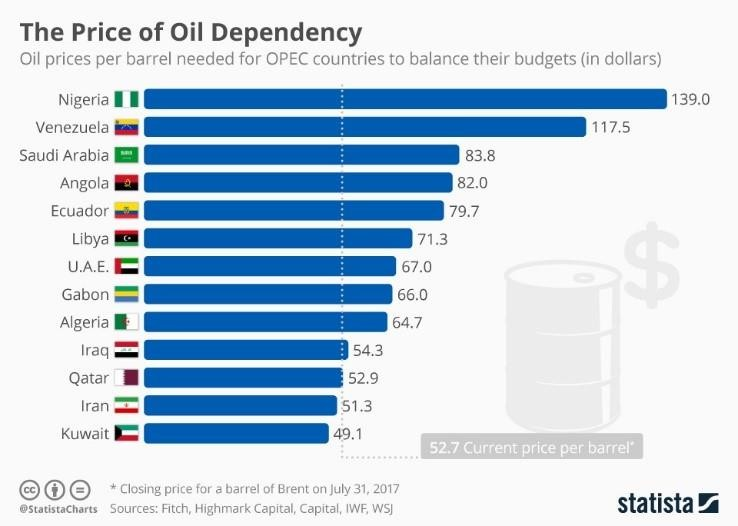 The Price of Oil Dependency
Oil prices per barrel needed for OPEC countries to balance their budgets (in dollars)
Nigeria 139.0
Venezuela 117.5
Saudi Arabia 83.8
Angola 82.0
Ecuador 79.7
Libya 71.3
U.A.E. 67.0
Gabon 66.0
Algeria 64.7
Iraq 54.3
Qatar 52.9
Iran 51.3
Kuwait 49.1
$
52.7 Current price per barrel*
cc
* Closing price for a barrel of Brent on July 31, 2017
@StatistaCharts Sources: Fitch, Highmark Capital, Capital, IWF, WSJ
statista